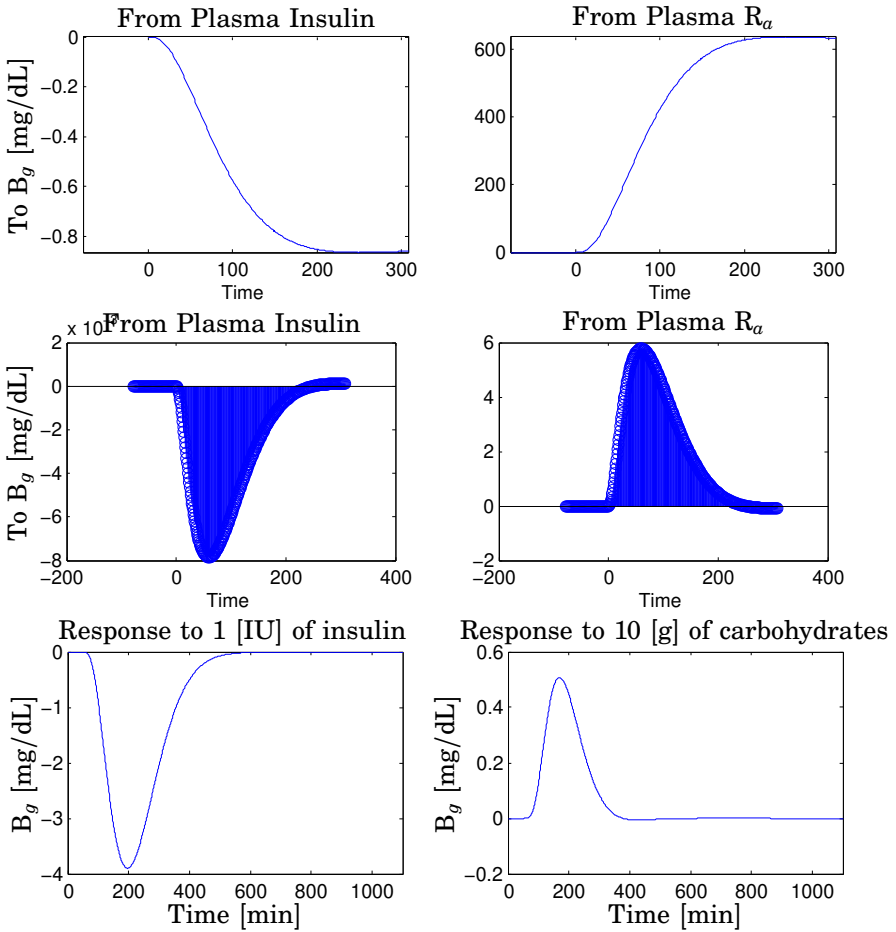 From Plasma Insulin
To B_g [mg/dL]
0
−0.2
−0.4
−0.6
−0.8
0 100 200 300
Time
From Plasma R_a
600
400
200
0
0 100 200 300
Time
From Plasma Insulin
x 10
To B_g [mg/dL]
2
0
−2
−4
−6
−8
−200 0 200 400
Time
From Plasma R_a
6
4
2
0
−2
−200 0 200 400
Time
Response to 1 [IU] of insulin
B_g [mg/dL]
0
−1
−2
−3
−4
0 200 400 600 800 1000
Time [min]
Response to 10 [g] of carbohydrates
B_g [mg/dL]
0.6
0.4
0.2
0
−0.2
0 200 400 600 800 1000
Time [min]